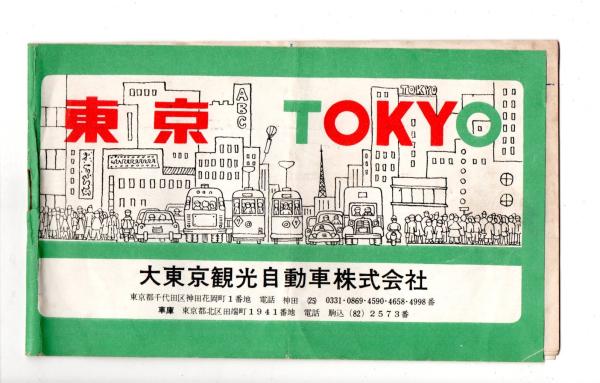 東京 TOKYO
ABC
TOKYO
大東京観光自動車株式会社
東京都千代田区神田花岡町1番地 電話 神田 (25) 0331・0869・4590・4658・4998番
車庫 東京都北区田端町1941番地 電話 駒込 (82) 2573番